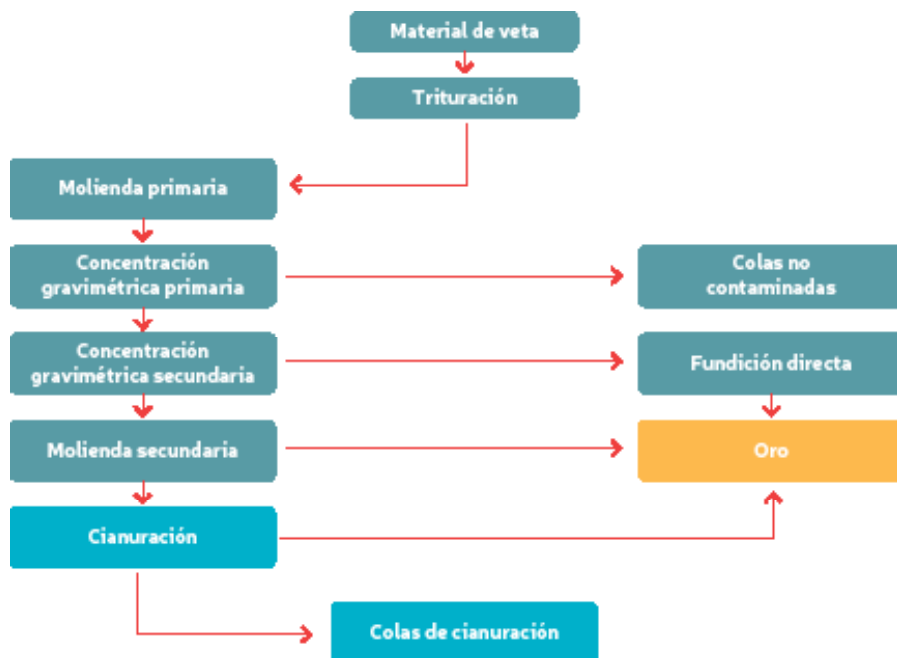 Material de veta
Trituración
Molienda primaria
Concentración
gravimétrica primaria
Colas no
contaminadas
Concentración
gravimétrica secundaria
Fundición directa
Molienda secundaria
Oro
Cianuración
Colas de cianuración